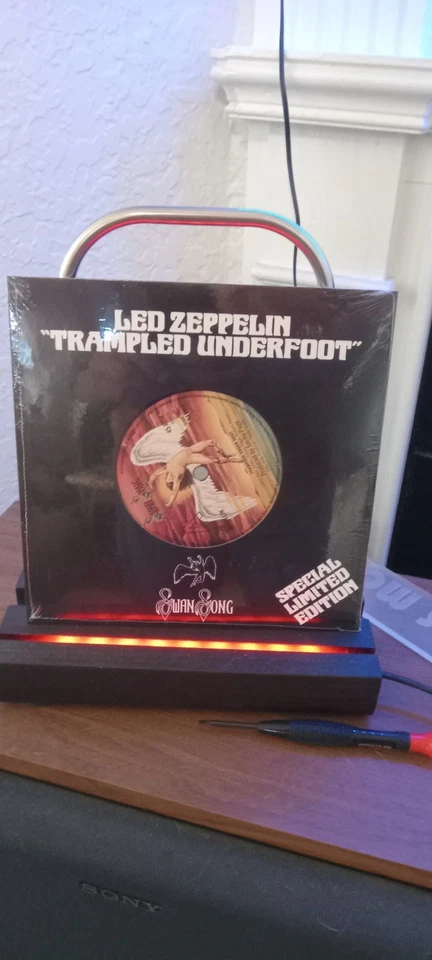 LED ZEPPELIN
"TRAMPLED UNDERFOOT"
SWAN SONG
SPECIAL
LIMITED
EDITION
SONY